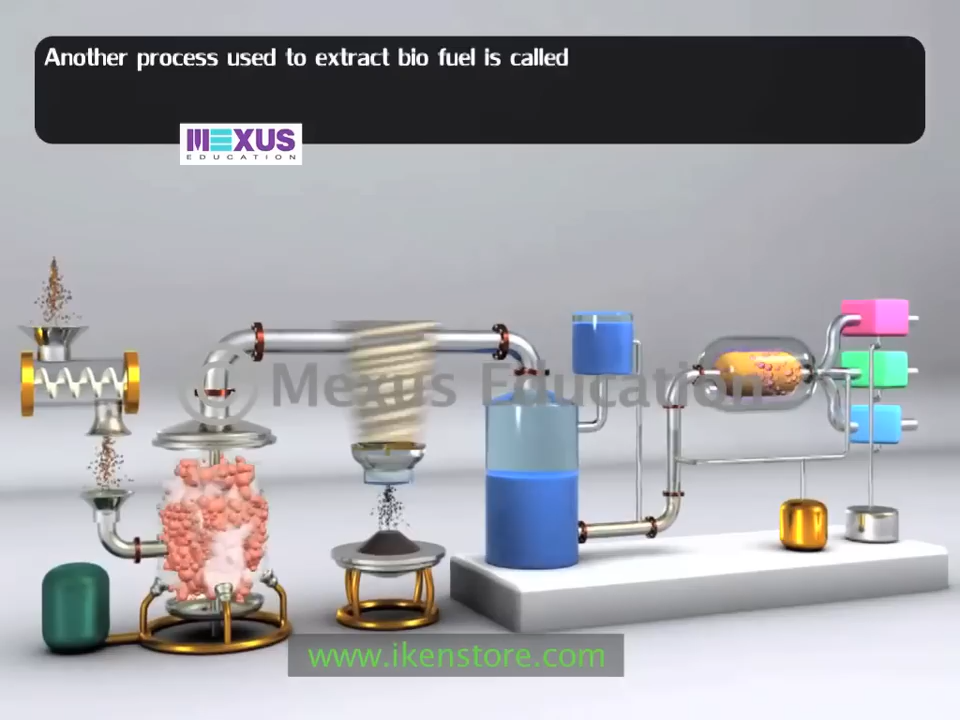 Another process used to extract bio fuel is called
MEXUS
EDUCATION
Mexus Education
www.ikenstore.com